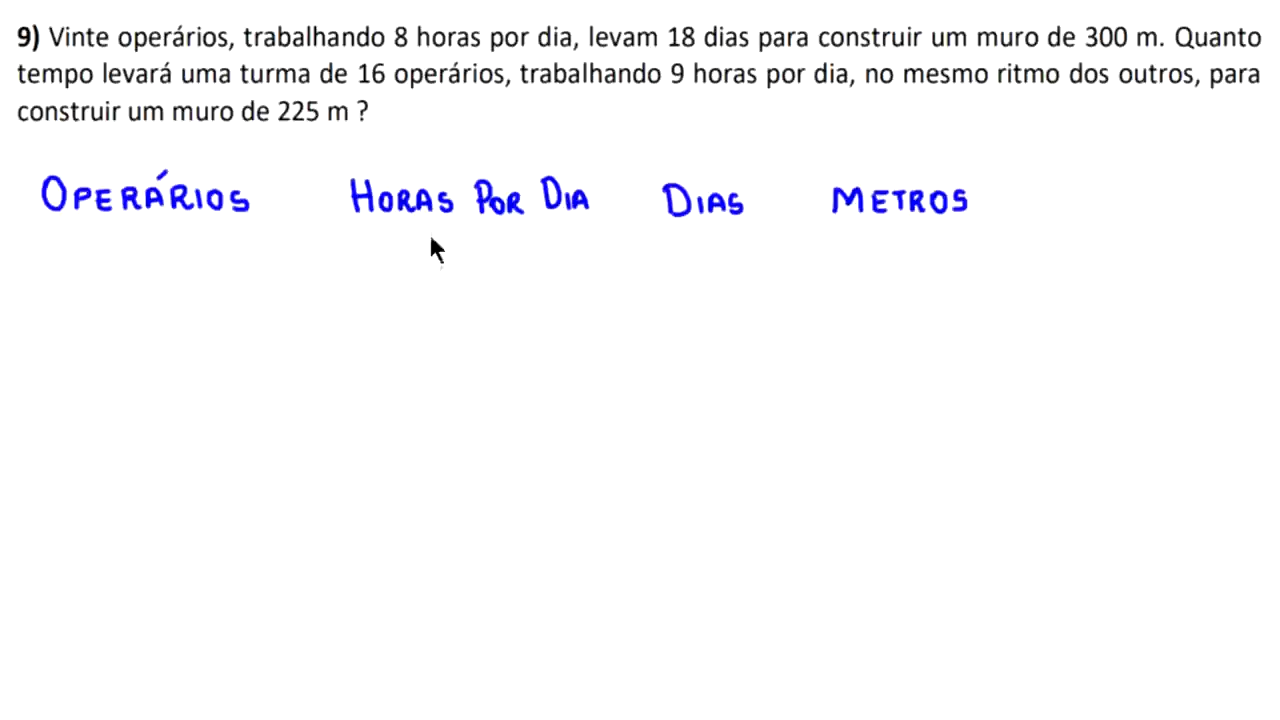 9) Vinte operários, trabalhando 8 horas por dia, levam 18 dias para construir um muro de 300 m. Quanto
tempo levará uma turma de 16 operários, trabalhando 9 horas por dia, no mesmo ritmo dos outros, para
construir um muro de 225 m ?
OPERÁRIOS HORAS POR DIA DIAS METROS